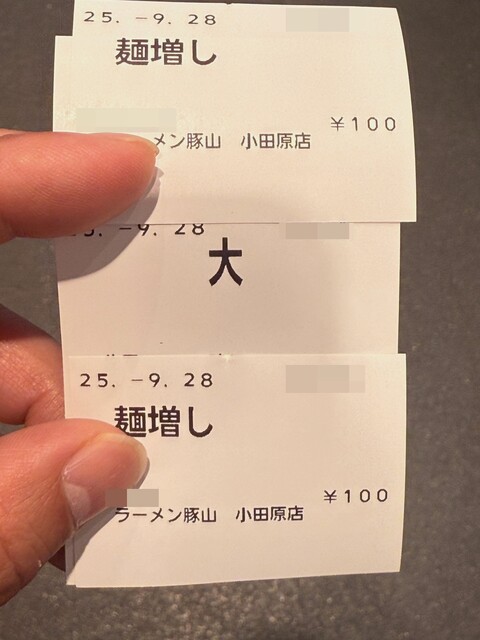 25.-9.28
麺増し
¥100
メン豚山 小田原店
5.-9.28
大
25.-9.28
麺増し
¥100
ラーメン豚山 小田原店